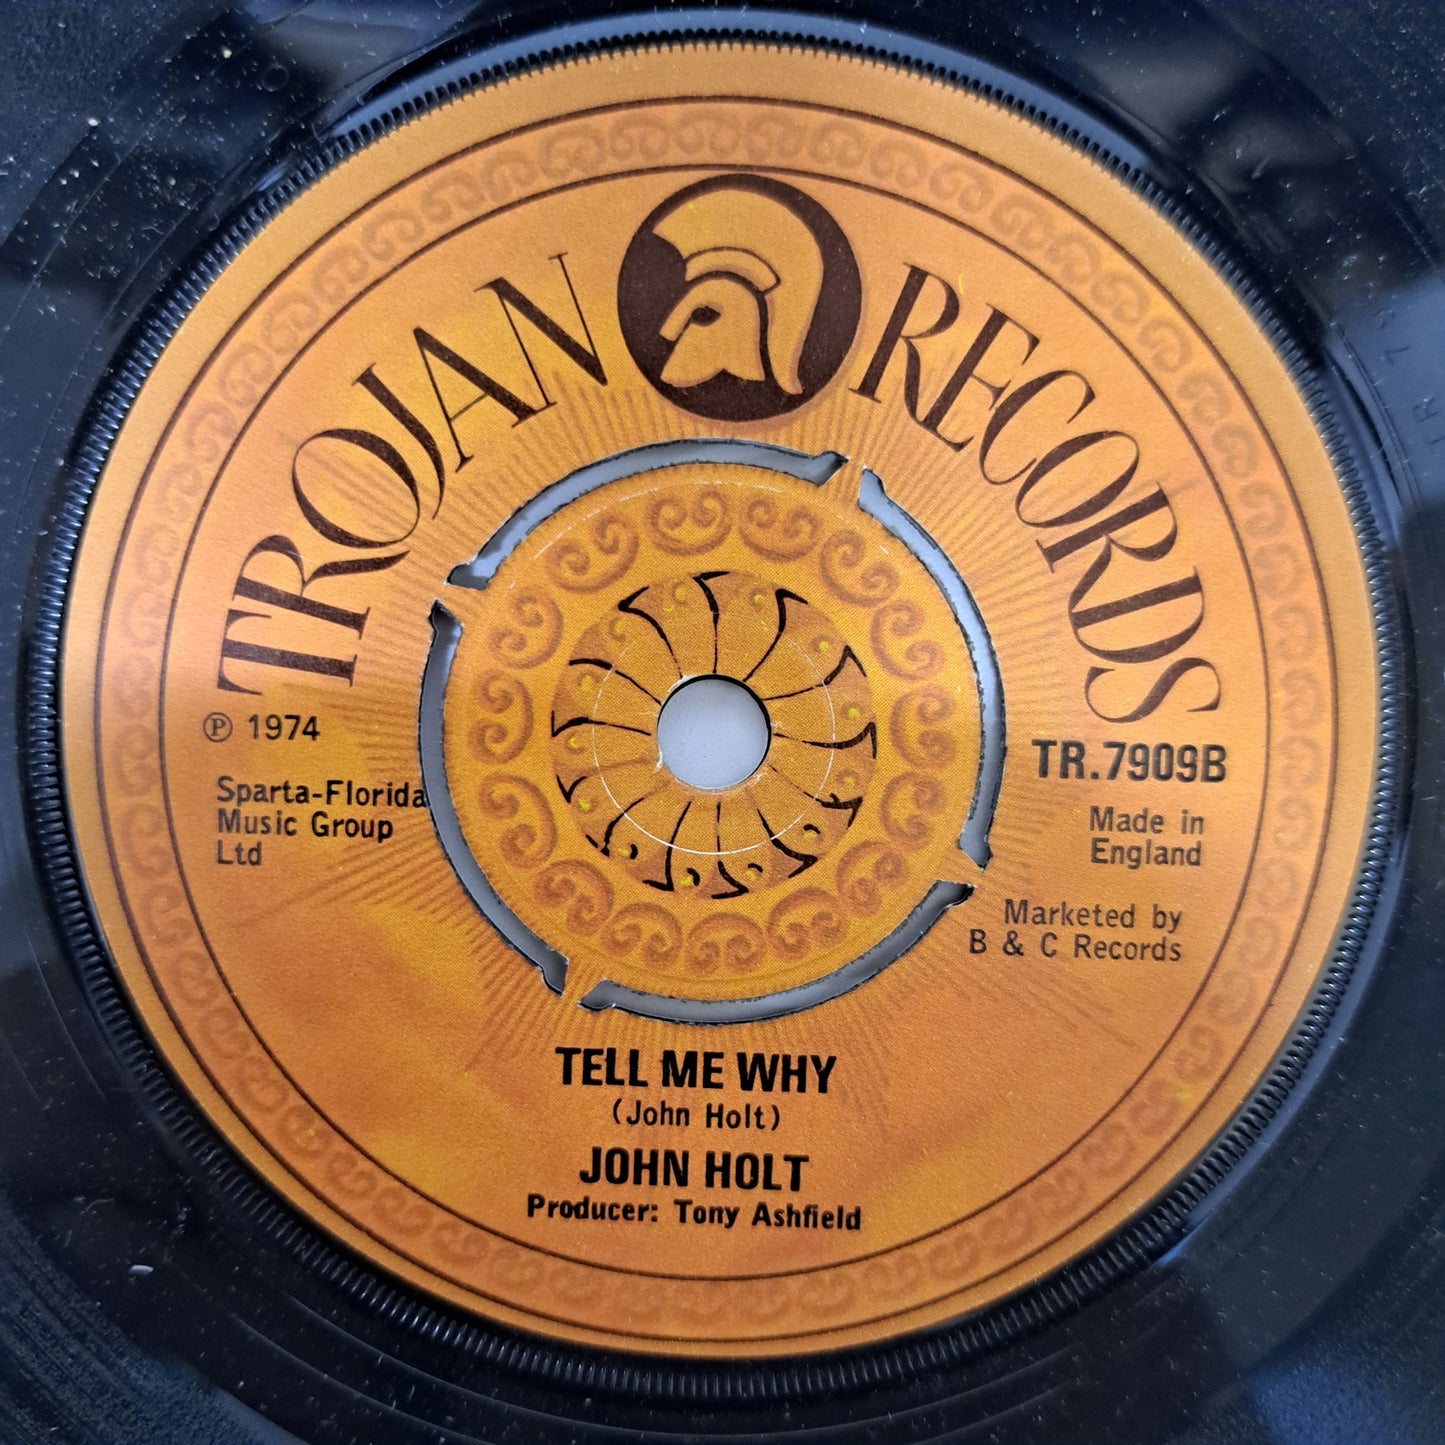 TROJAN RECORDS
℗ 1974
Sparta-Florida
Music Group
Ltd
TR.7909B
Made in
England
Marketed by
B & C Records
TELL ME WHY
(John Holt)
JOHN HOLT
Producer: Tony Ashfield